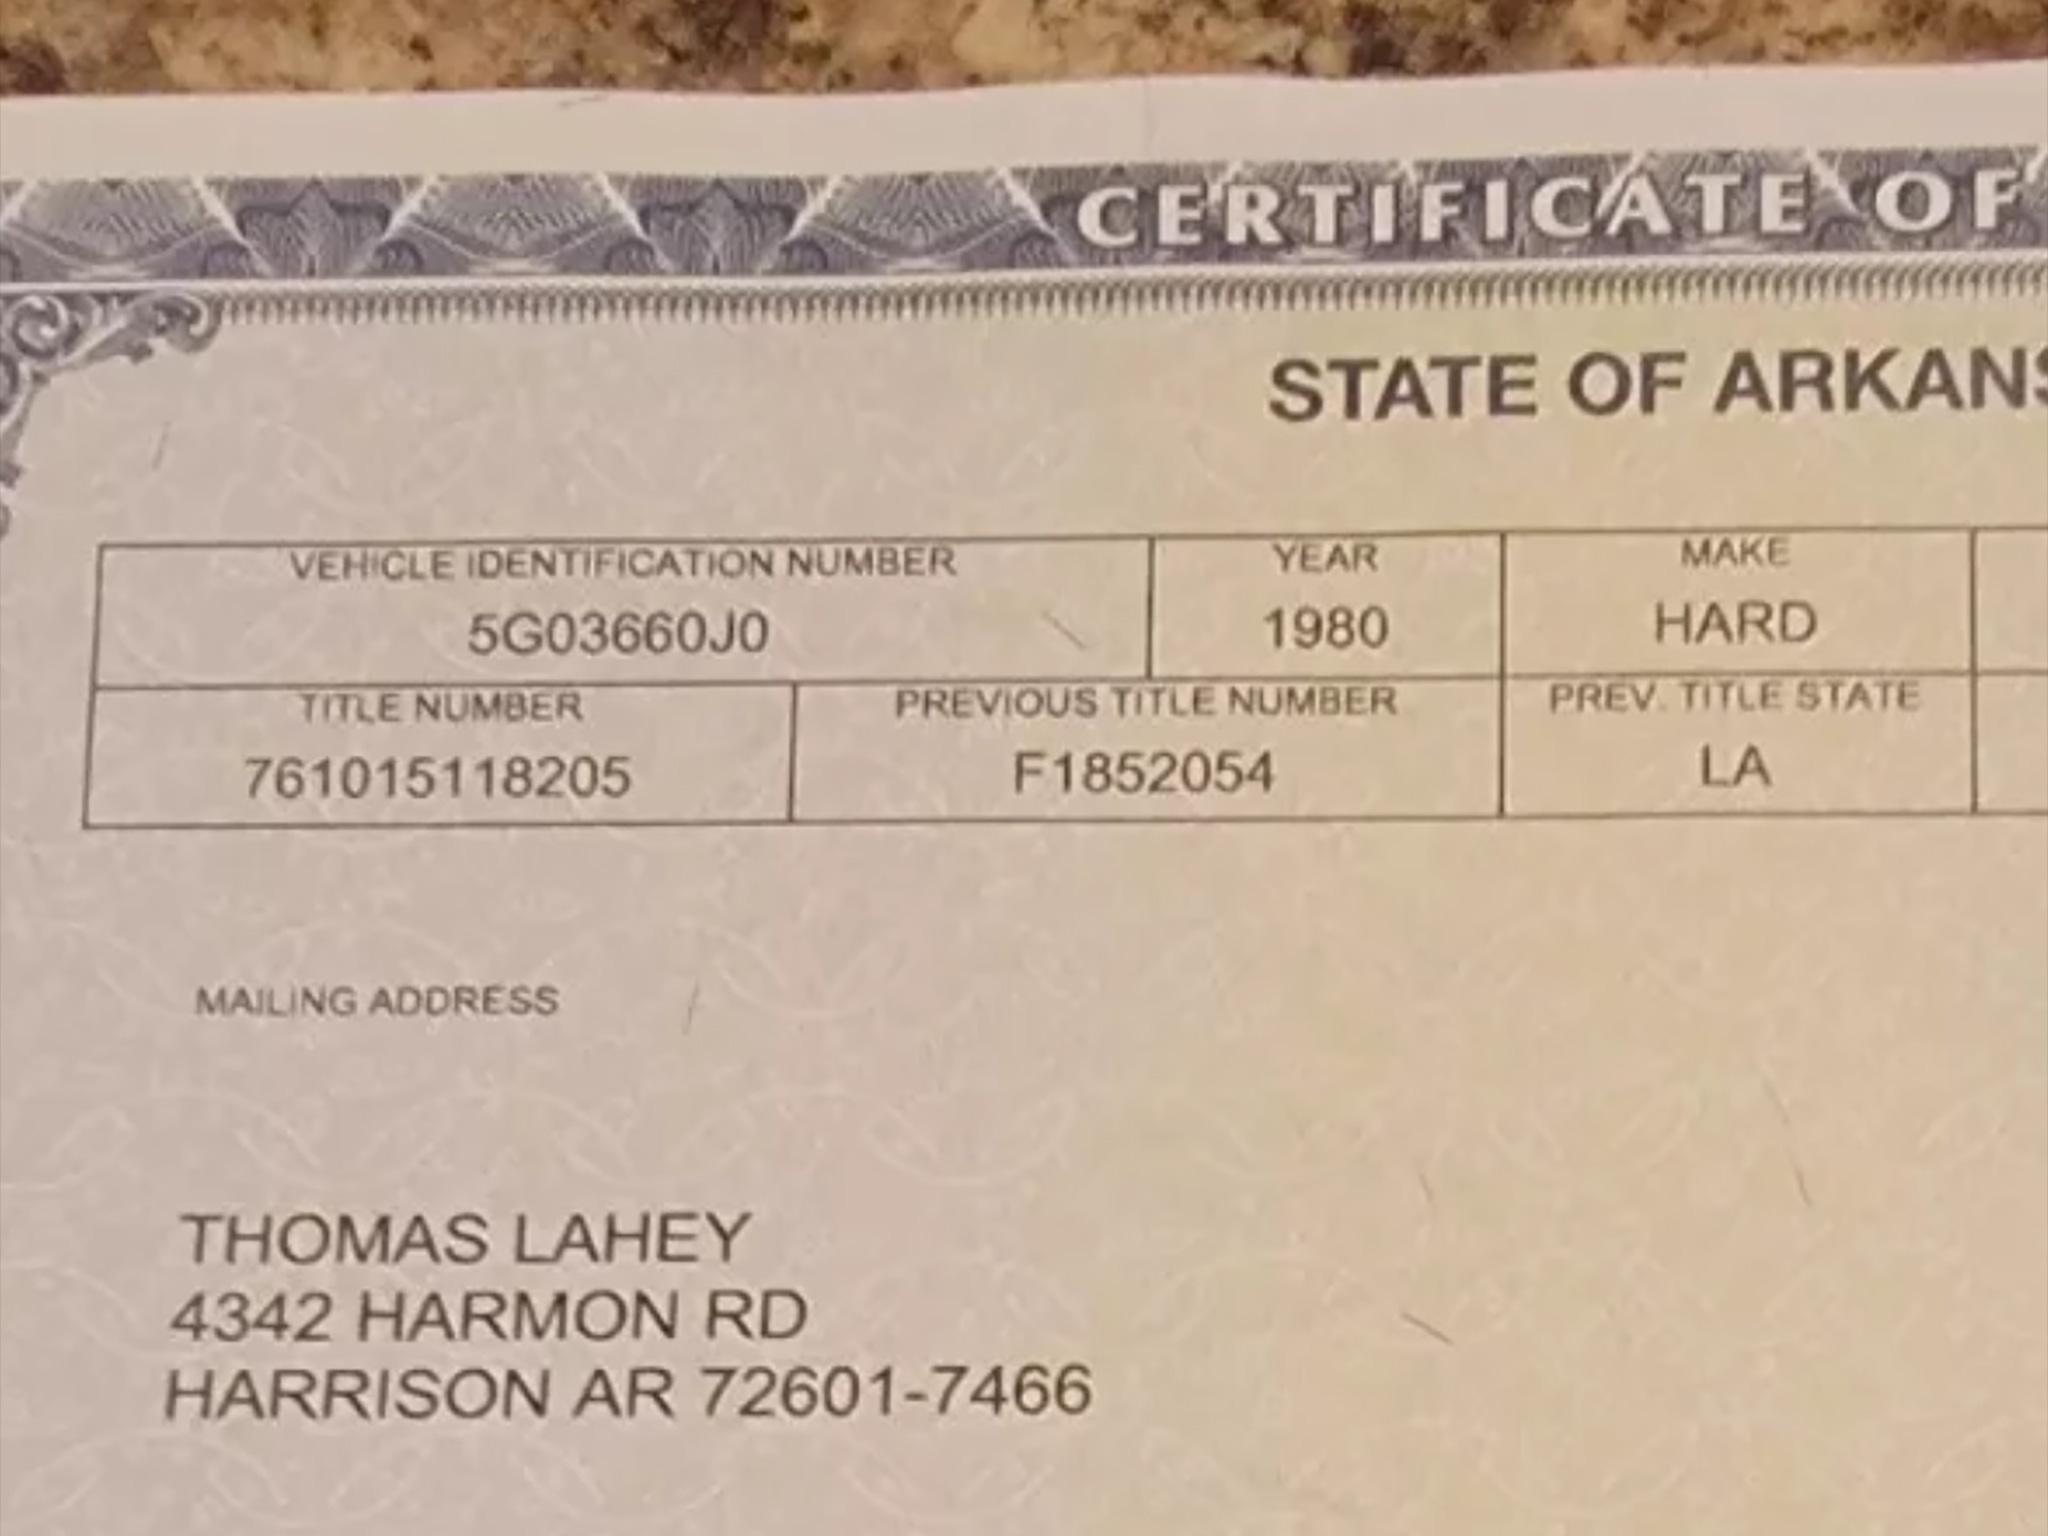 CERTIFICATE OF
STATE OF ARKANS
VEHICLE IDENTIFICATION NUMBER YEAR MAKE
5G03660J0 1980 HARD
TITLE NUMBER PREVIOUS TITLE NUMBER PREV. TITLE STATE
761015118205 F1852054 LA
MAILING ADDRESS
THOMAS LAHEY
4342 HARMON RD
HARRISON AR 72601-7466